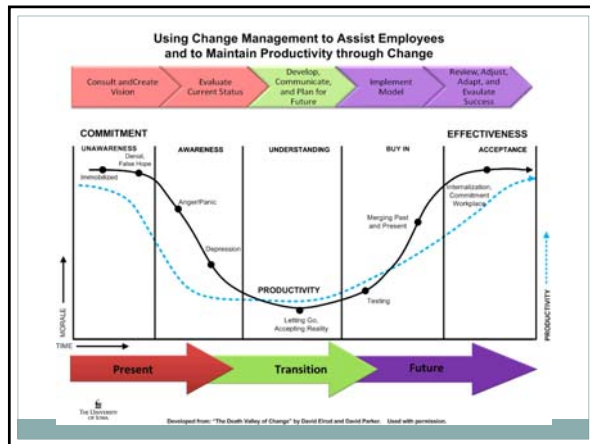 Using Change Management to Assist Employees
and to Maintain Productivity through Change
Consult andCreate
Vision
Evaluate
Current Status
Develop,
Communicate,
and Plan for
Future
Implement
Model
Review, Adjust,
Adapt, and
Evaulate
Success
COMMITMENT
EFFECTIVENESS
UNAWARENESS
AWARENESS
UNDERSTANDING
BUY IN
ACCEPTANCE
Denial,
False Hope
Immobilized
Anger/Panic
Depression
PRODUCTIVITY
Letting Go,
Accepting Reality
Testing
Merging Past
and Present
Internalization,
Commitment
Workplace
MORALE
TIME
PRODUCTIVITY
Present
Transition
Future
THE UNIVERSITY
OF IOWA
Developed from: "The Death Valley of Change" by David Elrod and David Parker. Used with permission.